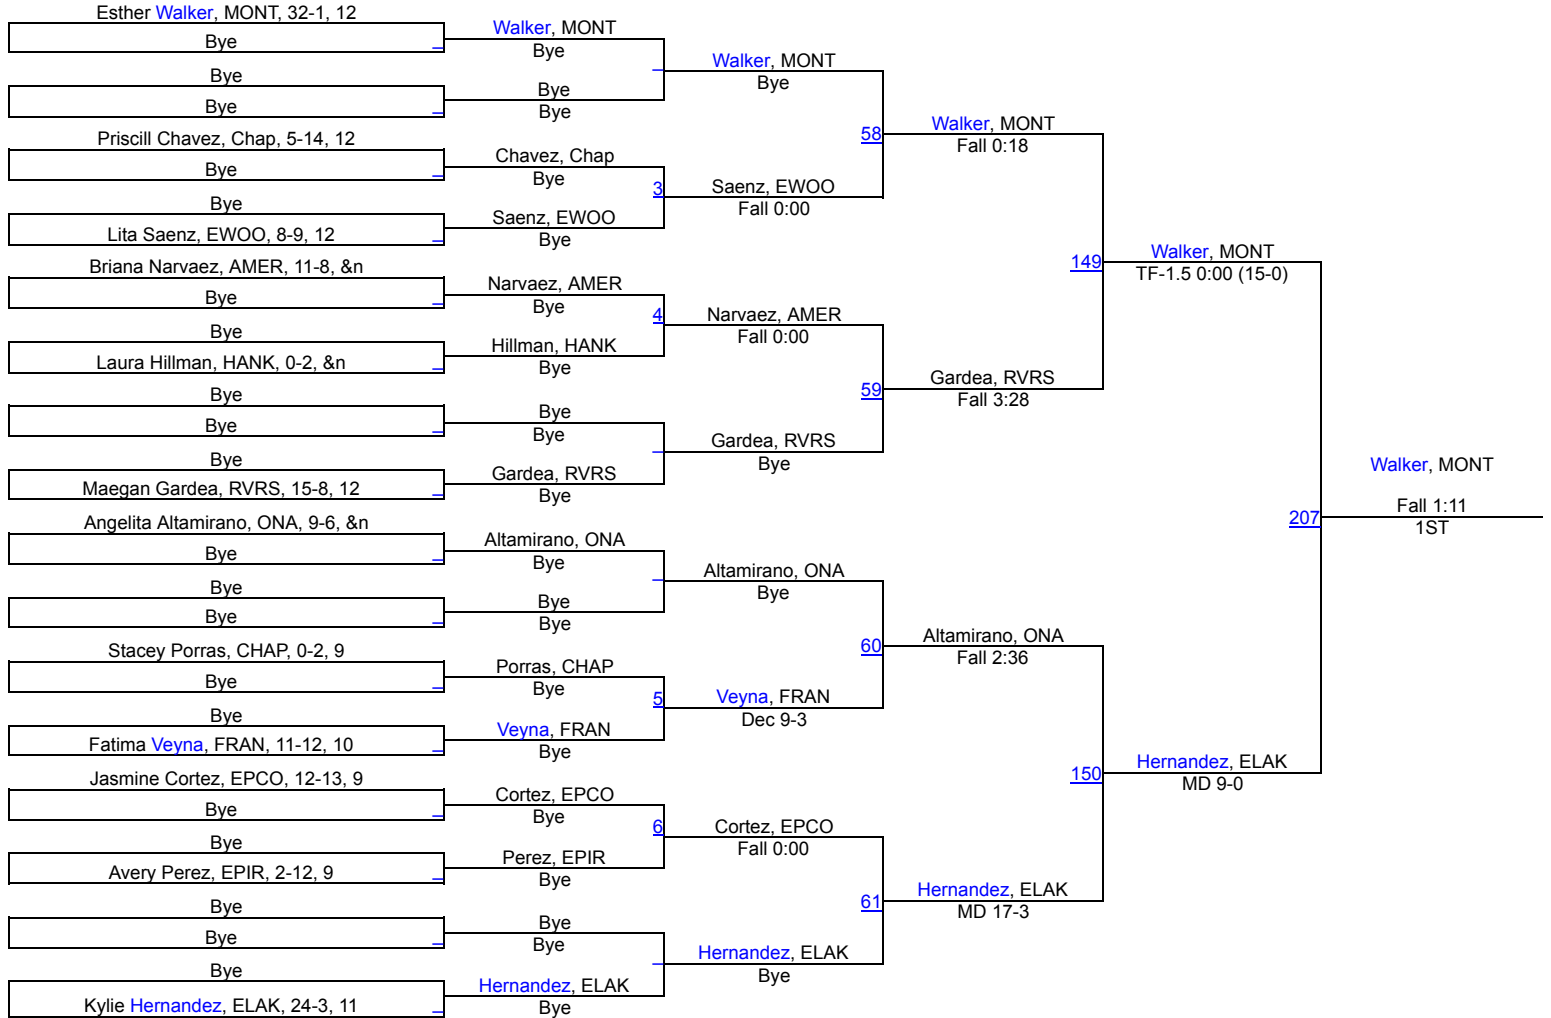 Esther Walker, MONT, 32-1, 12
Bye
Bye
Bye
Priscill Chavez, Chap, 5-14, 12
Bye
Bye
Lita Saenz, EWOO, 8-9, 12
Briana Narvaez, AMER, 11-8, &n
Bye
Bye
Laura Hillman, HANK, 0-2, &n
Bye
Bye
Bye
Maegan Gardea, RVRS, 15-8, 12
Angelita Altamirano, ONA, 9-6, &n
Bye
Bye
Bye
Stacey Porras, CHAP, 0-2, 9
Bye
Bye
Fatima Veyna, FRAN, 11-12, 10
Jasmine Cortez, EPCO, 12-13, 9
Bye
Bye
Avery Perez, EPIR, 2-12, 9
Bye
Bye
Bye
Kylie Hernandez, ELAK, 24-3, 11
Walker, MONT
Bye
Bye
Bye
Chavez, Chap
Bye
3
Saenz, EWOO
Bye
Narvaez, AMER
Bye
4
Hillman, HANK
Bye
Bye
Bye
Gardea, RVRS
Bye
Altamirano, ONA
Bye
Bye
Bye
Porras, CHAP
Bye
5
Veyna, FRAN
Bye
Cortez, EPCO
Bye
6
Perez, EPIR
Bye
Bye
Bye
Hernandez, ELAK
Bye
Walker, MONT
Bye
58
Saenz, EWOO
Fall 0:00
Narvaez, AMER
Fall 0:00
59
Gardea, RVRS
Bye
Altamirano, ONA
Bye
60
Veyna, FRAN
Dec 9-3
Cortez, EPCO
Fall 0:00
61
Hernandez, ELAK
Bye
Walker, MONT
Fall 0:18
149
Gardea, RVRS
Fall 3:28
Altamirano, ONA
Fall 2:36
150
Hernandez, ELAK
MD 17-3
Walker, MONT
TF-1.5 0:00 (15-0)
207
Hernandez, ELAK
MD 9-0
Walker, MONT
Fall 1:11
1ST